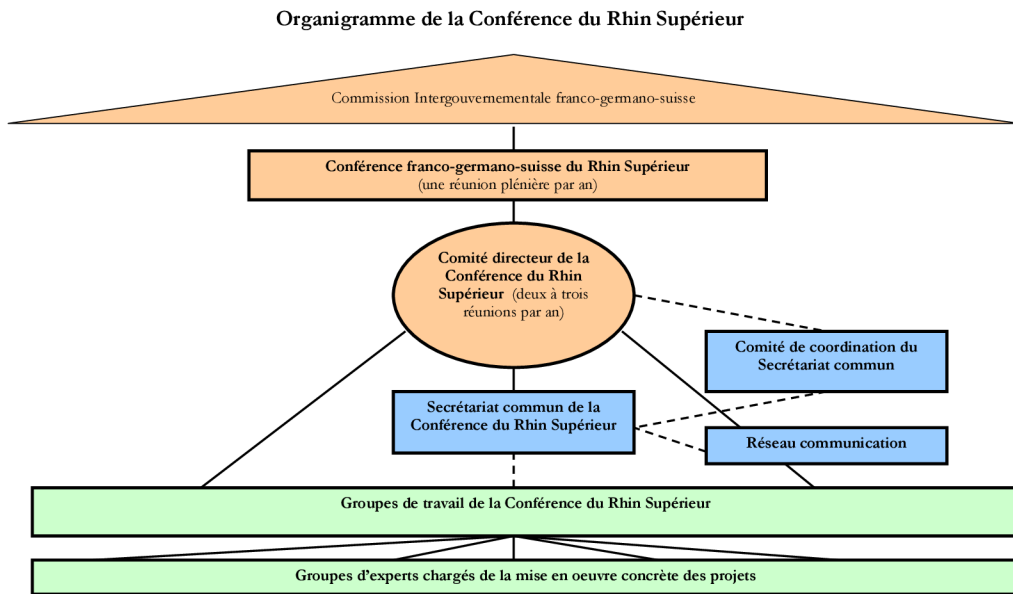 Organigramme de la Conférence du Rhin Supérieur
Commission Intergouvernementale franco-germano-suisse
Conférence franco-germano-suisse du Rhin Supérieur
(une réunion plénière par an)
Comité directeur de la
Conférence du Rhin
Supérieur (deux à trois
réunions par an)
Comité de coordination du
Secrétariat commun
Secrétariat commun de la
Conférence du Rhin Supérieur
Réseau communication
Groupes de travail de la Conférence du Rhin Supérieur
Groupes d'experts chargés de la mise en oeuvre concrète des projets